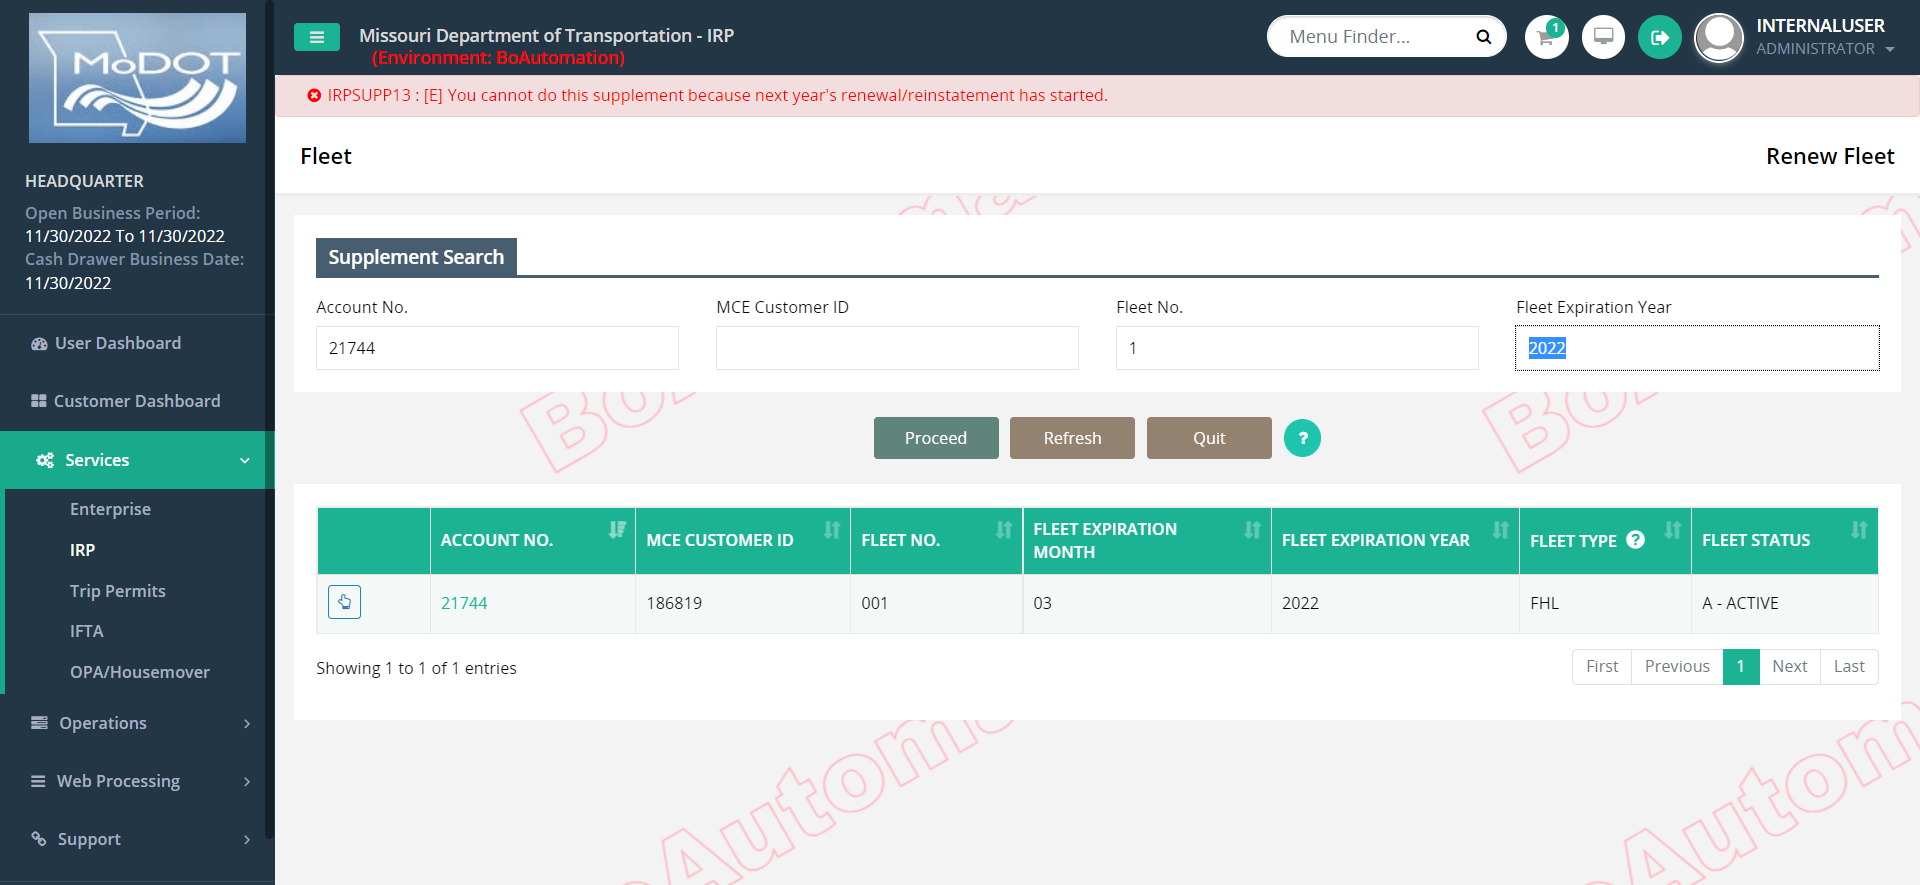 MoDOT
HEADQUARTER
Open Business Period:
11/30/2022 To 11/30/2022
Cash Drawer Business Date:
11/30/2022
User Dashboard
Customer Dashboard
Services
Enterprise
IRP
Trip Permits
IFTA
OPA/Housemover
Operations
Web Processing
Support
Missouri Department of Transportation - IRP
(Environment: BoAutomation)
Menu Finder...
1
INTERNALUSER
ADMINISTRATOR
IRPSUPP13 : [E] You cannot do this supplement because next year's renewal/reinstatement has started.
Fleet
Renew Fleet
Supplement Search
Account No. MCE Customer ID Fleet No. Fleet Expiration Year
21744 1 2022
Proceed Refresh Quit ?
ACCOUNT NO. MCE CUSTOMER ID FLEET NO. FLEET EXPIRATION MONTH FLEET EXPIRATION YEAR FLEET TYPE ? FLEET STATUS
21744 186819 001 03 2022 FHL A - ACTIVE
Showing 1 to 1 of 1 entries
First Previous 1 Next Last